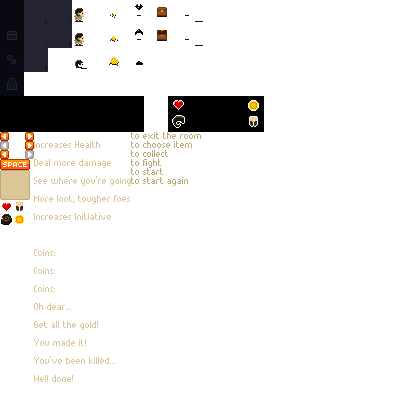 to exit the room
Increases Health
to choose item
to collect
SPACE
Deal more damage
to fight
to start
See where you're going
to start again
More loot, tougher foes
Increases Initiative
Coins:
Coins:
Coins:
Oh dear...
Get all the gold!
You made it!
You've been killed...
Well done!